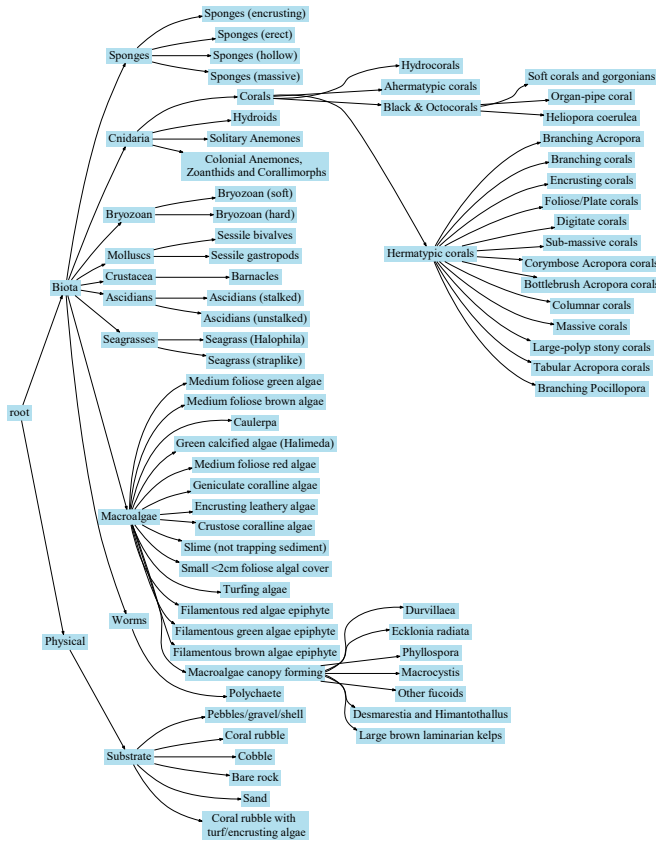 Sponges (encrusting)
Sponges (erect)
Sponges
Sponges (hollow)
Sponges (massive)
Hydrocorals
Soft corals and gorgonians
Ahermatypic corals
Corals
Organ-pipe coral
Black & Octocorals
Hydroids
Heliopora coerulea
Cnidaria
Solitary Anemones
Branching Acropora
Colonial Anemones,
Zoanthids and Corallimorphs
Branching corals
Encrusting corals
Bryozoan (soft)
Foliose/Plate corals
Bryozoan
Bryozoan (hard)
Digitate corals
Sessile bivalves
Sub-massive corals
Molluscs
Sessile gastropods
Hermatypic corals
Corymbose Acropora corals
Crustacea
Barnacles
Bottlebrush Acropora corals
Biota
Ascidians
Ascidians (stalked)
Columnar corals
Ascidians (unstalked)
Massive corals
Seagrasses
Seagrass (Halophila)
Large-polyp stony corals
Seagrass (straplike)
Tabular Acropora corals
Medium foliose green algae
Branching Pocillopora
Medium foliose brown algae
root
Caulerpa
Green calcified algae (Halimeda)
Medium foliose red algae
Geniculate coralline algae
Encrusting leathery algae
Macroalgae
Crustose coralline algae
Slime (not trapping sediment)
Small <2cm foliose algal cover
Turfing algae
Filamentous red algae epiphyte
Durvillaea
Worms
Filamentous green algae epiphyte
Ecklonia radiata
Physical
Filamentous brown algae epiphyte
Phyllospora
Macroalgae canopy forming
Macrocystis
Polychaete
Other fucoids
Pebbles/gravel/shell
Desmarestia and Himantothallus
Coral rubble
Large brown laminarian kelps
Substrate
Cobble
Bare rock
Sand
Coral rubble with
turf/encrusting algae